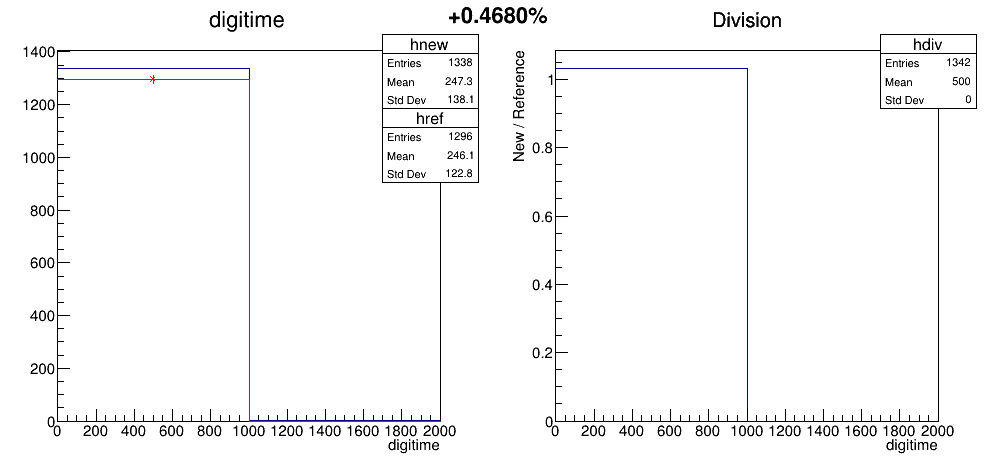 digitime
+0.4680%
Division
hnew
Entries 1338
Mean 247.3
Std Dev 138.1
href
Entries 1296
Mean 246.1
Std Dev 122.8
1400
1200
1000
800
600
400
200
0
0 200 400 600 800 1000 1200 1400 1600 1800 2000
digitime
hdiv
Entries 1342
Mean 500
Std Dev 0
New / Reference
1
0.8
0.6
0.4
0.2
0
0 200 400 600 800 1000 1200 1400 1600 1800 2000
digitime